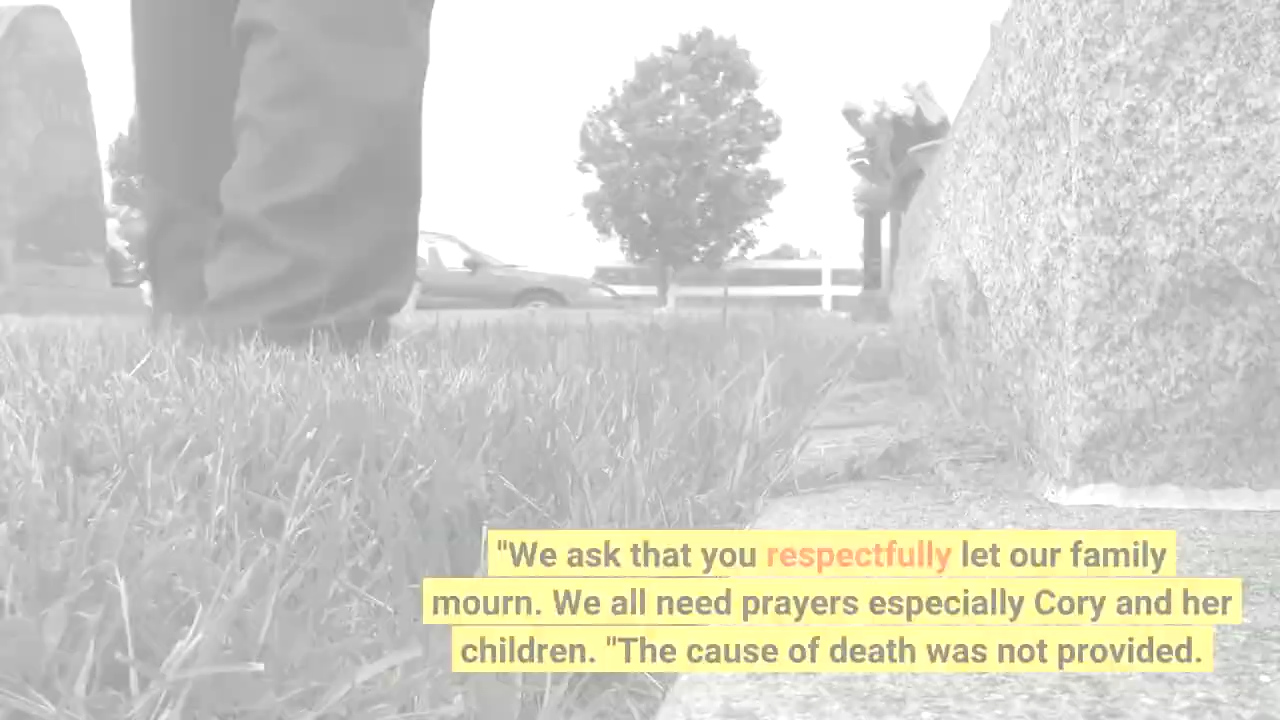 "We ask that you respectfully let our family
mourn. We all need prayers especially Cory and her
children. "The cause of death was not provided.